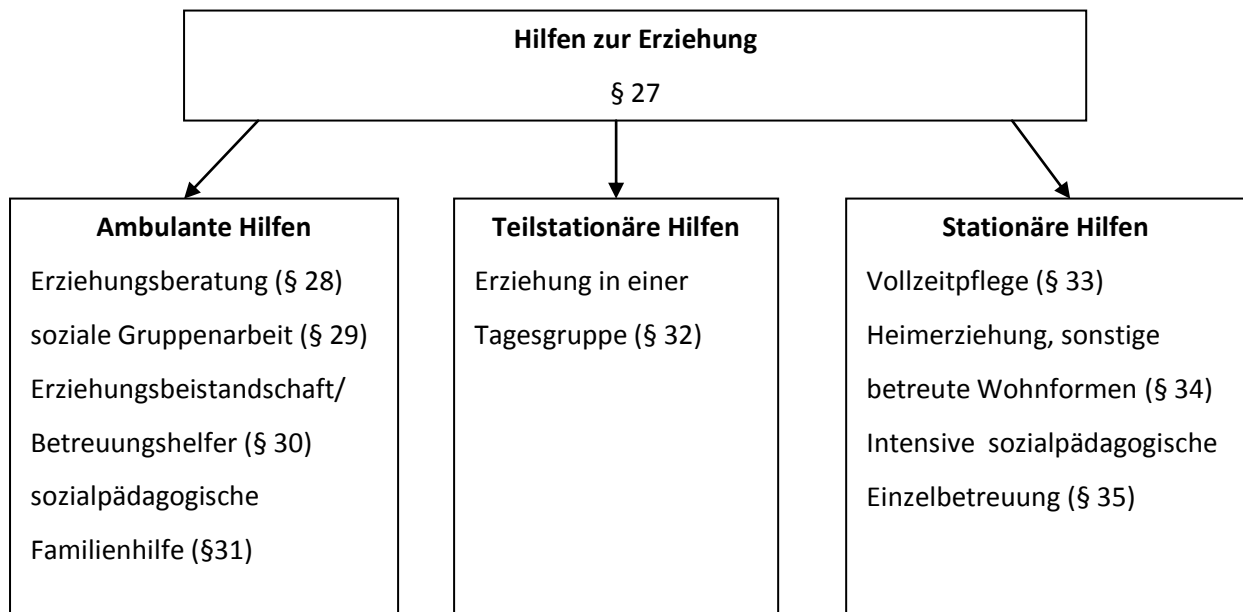 Hilfen zur Erziehung
§ 27
Ambulante Hilfen
Erziehungsberatung (§ 28)
soziale Gruppenarbeit (§ 29)
Erziehungsbeistandschaft/
Betreuungshelfer (§ 30)
sozialpädagogische
Familienhilfe (§31)
Teilstationäre Hilfen
Erziehung in einer
Tagesgruppe (§ 32)
Stationäre Hilfen
Vollzeitpflege (§ 33)
Heimerziehung, sonstige
betreute Wohnformen (§ 34)
Intensive  sozialpädagogische
Einzelbetreuung (§ 35)